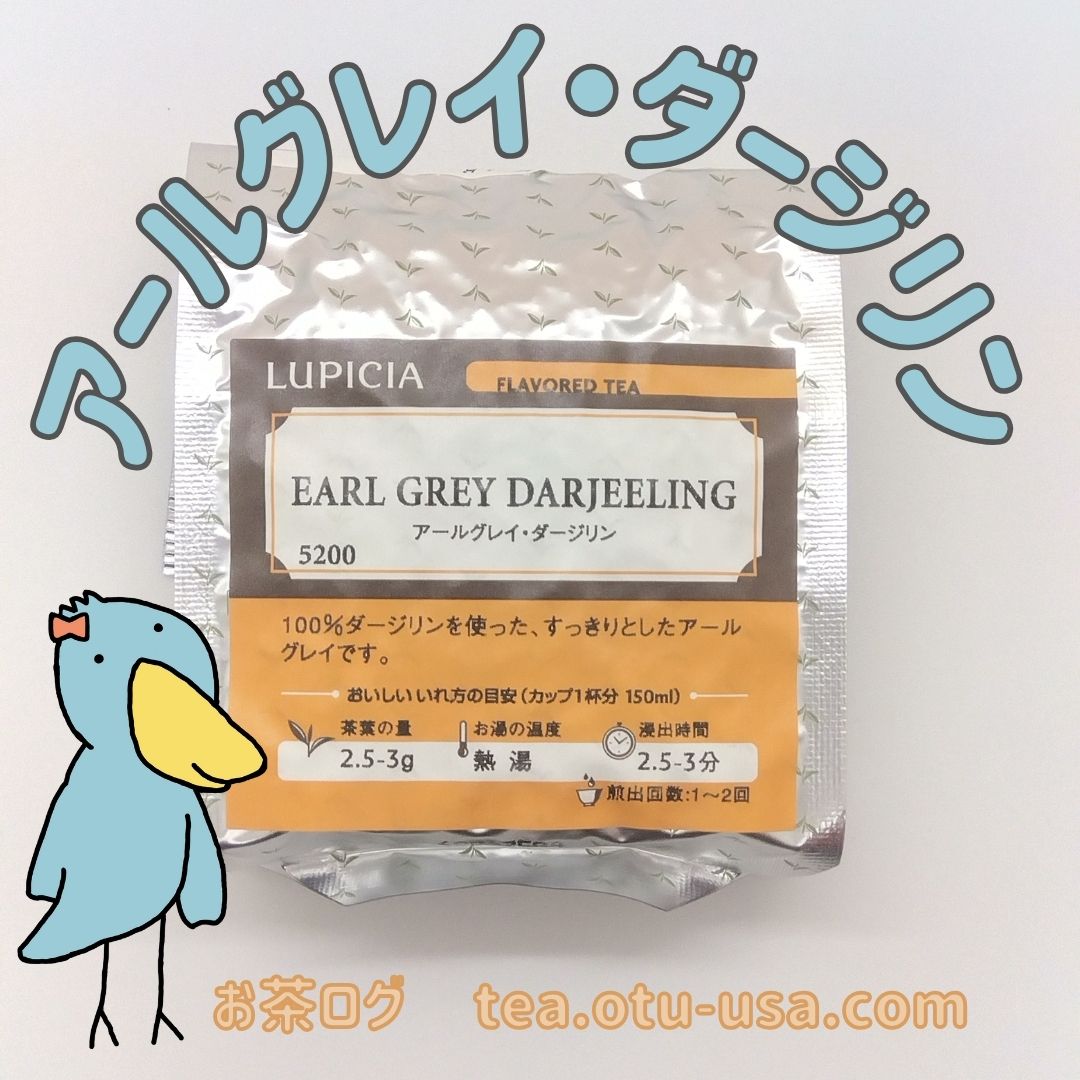 アールグレイ・ダージリン
LUPICIA
FLAVORED TEA
EARL GREY DARJEELING
アールグレイ・ダージリン
5200
100%ダージリンを使った、すっきりとしたアール
グレイです。
おいしいいれ方の目安(カップ1杯分 150ml)
茶葉の量
お湯の温度
浸出時間
2.5-3g
熱湯
2.5-3分
煎出回数:1〜2回
お茶ログ tea.otu-usa.com